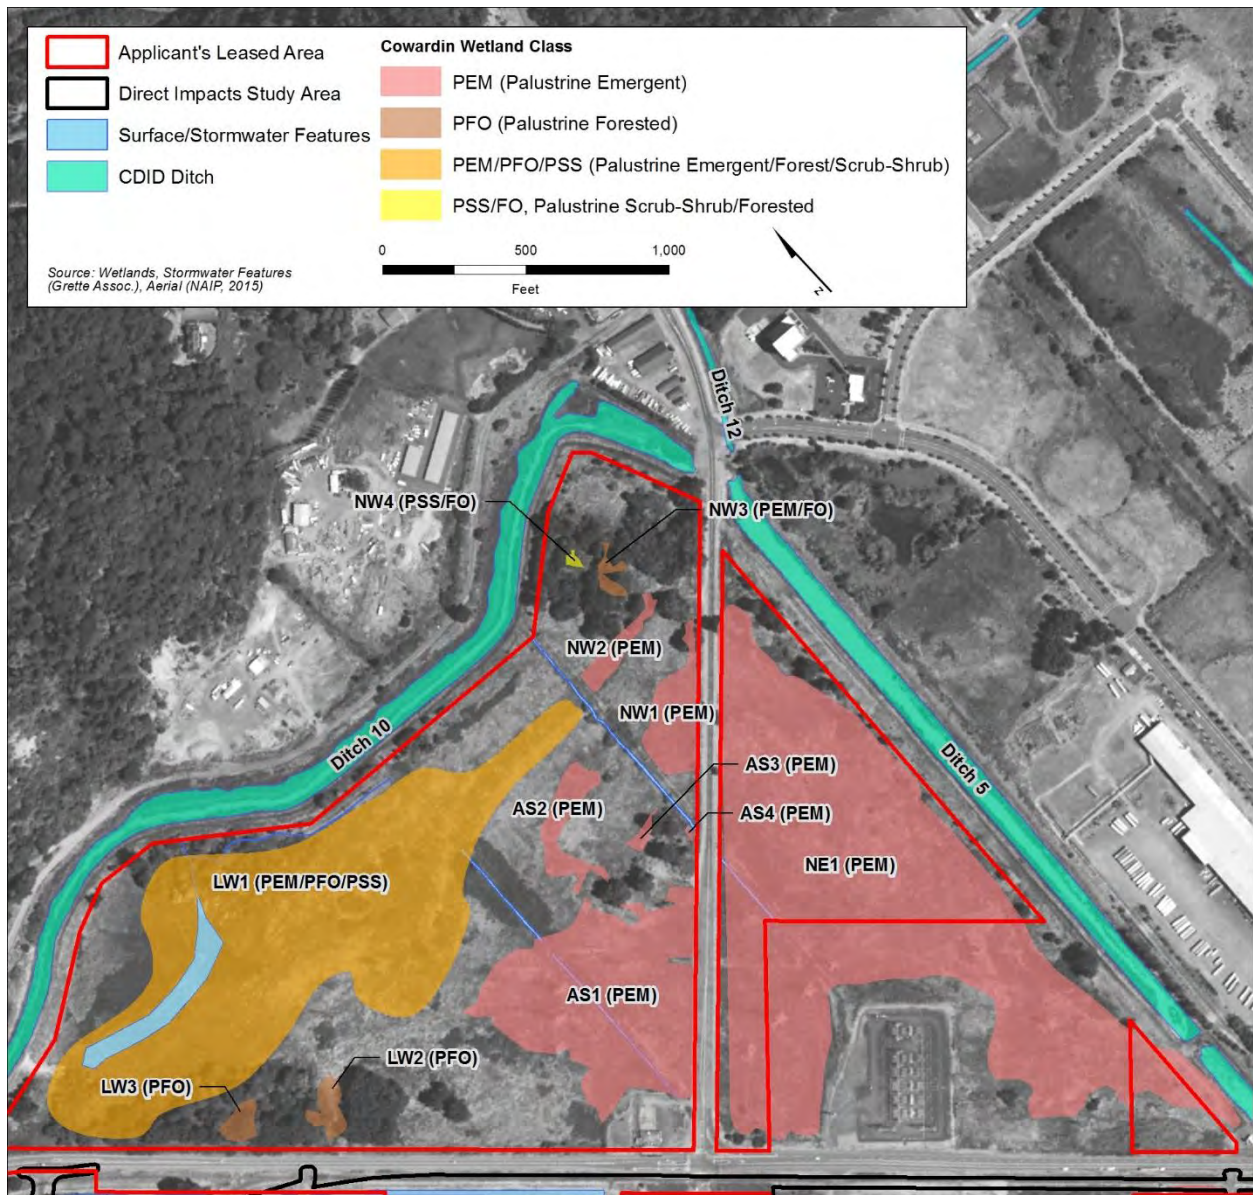 Applicant's Leased Area
Direct Impacts Study Area
Surface/Stormwater Features
CDID Ditch
Source: Wetlands, Stormwater Features
(Grette Assoc.), Aerial (NAIP, 2015)
Cowardin Wetland Class
PEM (Palustrine Emergent)
PFO (Palustrine Forested)
PEM/PFO/PSS (Palustrine Emergent/Forest/Scrub-Shrub)
PSS/FO, Palustrine Scrub-Shrub/Forested
0 500 1,000
Feet
z
Ditch 12
NW4 (PSS/FO)
NW3 (PEM/FO)
NW2 (PEM)
NW1 (PEM)
Ditch 10
Ditch 5
AS3 (PEM)
AS2 (PEM)
AS4 (PEM)
NE1 (PEM)
LW1 (PEM/PFO/PSS)
AS1 (PEM)
LW2 (PFO)
LW3 (PFO)